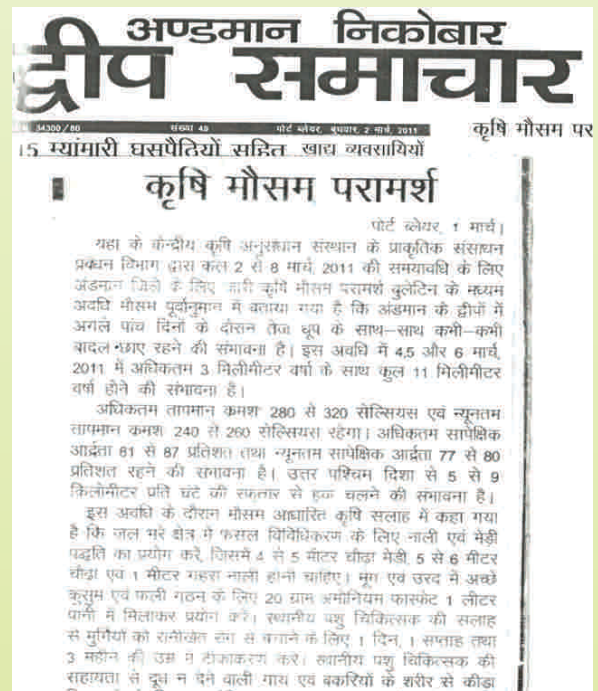 अण्डमान निकोबार
द्वीप समाचार
34300/80 संख्या 49 पोर्ट ब्लेयर, बुधवार, 2 मार्च, 2011
कृषि मौसम पर
15 म्यांमारी घुसपैठियों सहित खाद्य व्यवसायियों
कृषि मौसम परामर्श
पोर्ट ब्लेयर, 1 मार्च।
यहा के केन्द्रीय कृषि अनुसंधान संस्थान के प्राकृतिक संसाधन
प्रबंधन विभाग द्वारा कल 2 से 8 मार्च, 2011 की समयावधि के लिए
अंडमान जिले के लिए जारी कृषि मौसम परामर्श बुलेटिन के मध्यम
अवधि मौसम पूर्वानुमान में बताया गया है कि अंडमान के द्वीपों में
अगले पांच दिनों के दौरान तेज धूप के साथ-साथ कभी-कभी
बादल छाए रहने की संभावना है। इस अवधि में 4,5 और 6 मार्च,
2011 में अधिकतम 3 मिलीमीटर वर्षा के साथ कुल 11 मिलीमीटर
वर्षा होने की संभावना है।
अधिकतम तापमान कमश 280 से 320 सेल्सियस एवं न्यूनतम
तापमान कमश 240 से 260 सेल्सियस रहेगा। अधिकतम सापेक्षिक
आर्द्रता 81 से 87 प्रतिशत तथा न्यूनतम सापेक्षिक आर्द्रता 77 से 80
प्रतिशत रहने की संभावना है। उत्तर पश्चिम दिशा से 5 से 9
किलोमीटर प्रति घंटे की रफ्तार से हवा चलने की संभावना है।
इस अवधि के दौरान मौसम आधारित कृषि सलाह में कहा गया
है कि जल भरे क्षेत्र में फसल विविधिकरण के लिए नाली एवं मेड़ी
पद्धति का प्रयोग करें, जिसमें 4 से 5 मीटर चौड़ा मेडी, 5 से 6 मीटर
चौड़ा एवं 1 मीटर गहरा नाली होनी चाहिए। मूग एवं उरद में अच्छे
कुसुम एवं फली गठन के लिए 20 ग्राम अमोनियम फास्फेट 1 लीटर
पानी में मिलाकर प्रयोग करें। स्थानीय पशु चिकित्सक की सलाह
से मुर्गियों को रानीखेत रोग से बचाने के लिए 1 दिन, 1 सप्ताह तथा
3 महीने की उम्र में टीकाकरण करें। स्थानीय पशु चिकित्सक की
सहायता से दूध न देने वाली गाय एवं बकरियों के शरीर से कीड़ा